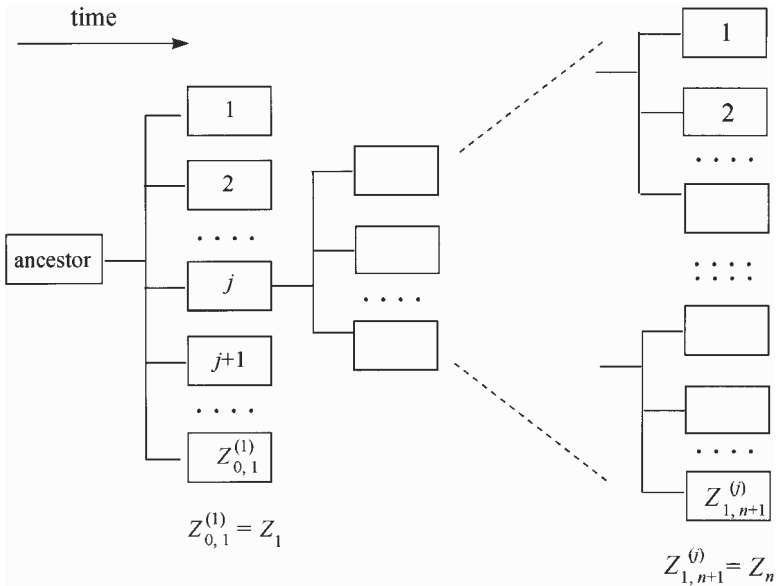 time
1
2
. . . .
ancestor
j
j+1
. . . .
Z_{0, 1}^{(1)}
Z_{0, 1}^{(1)} = Z_1
. . . .
1
2
. . . .
. . . .
. . . .
. . . .
Z_{1, n+1}^{(j)}
Z_{1, n+1}^{(j)} = Z_n